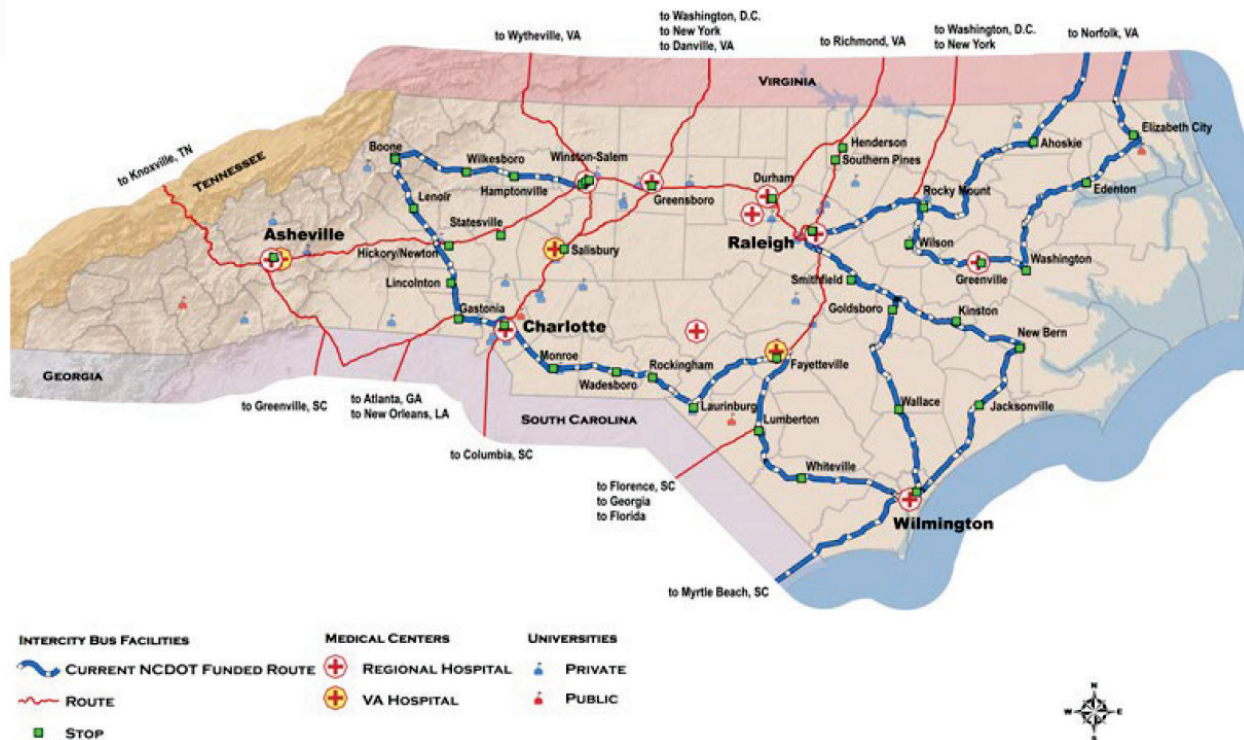 to Washington, D.C.
to New York
to Danville, VA
to Wytheville, VA
to Richmond, VA
to Washington, D.C.
to New York
to Norfolk, VA
VIRGINIA
to Knoxville, TN
TENNESSEE
Boone
Wilkesboro
Winston-Salem
Hamptonville
Greensboro
Durham
Henderson
Southern Pines
Ahoskie
Elizabeth City
Edenton
Rocky Mount
Lenoir
Statesville
Asheville
Hickory/Newton
Salisbury
Raleigh
Wilson
Washington
Greenville
Lincolnton
Smithfield
Gastonia
Goldsboro
Kinston
Charlotte
New Bern
Monroe
Rockingham
Fayetteville
Wadesboro
GEORGIA
Laurinburg
Wallace
Jacksonville
to Greenville, SC
to Atlanta, GA
to New Orleans, LA
SOUTH CAROLINA
Lumberton
to Columbia, SC
Whiteville
to Florence, SC
to Georgia
to Florida
Wilmington
to Myrtle Beach, SC
INTERCITY BUS FACILITIES
CURRENT NCDOT FUNDED ROUTE
ROUTE
STOP
MEDICAL CENTERS
REGIONAL HOSPITAL
VA HOSPITAL
UNIVERSITIES
PRIVATE
PUBLIC
N
W
E
S